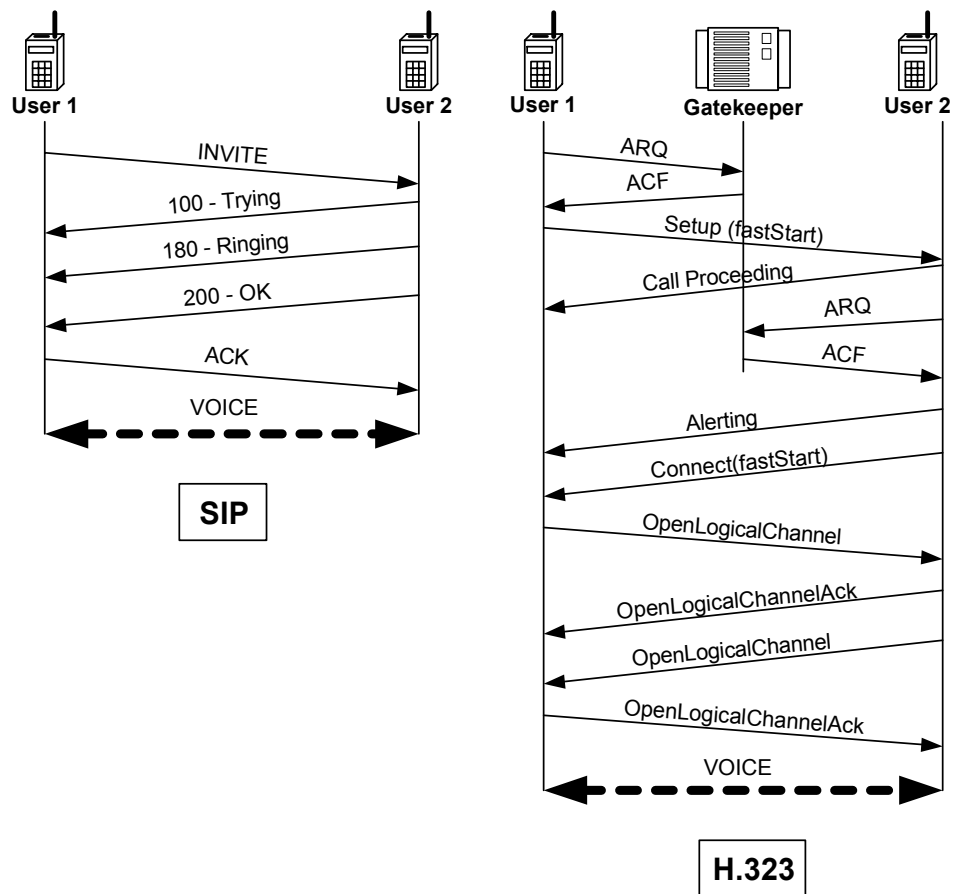 User 1
User 2
INVITE
100 - Trying
180 - Ringing
200 - OK
ACK
VOICE
SIP
User 1
Gatekeeper
User 2
ARQ
ACF
Setup (fastStart)
Call Proceeding
ARQ
ACF
Alerting
Connect(fastStart)
OpenLogicalChannel
OpenLogicalChannelAck
OpenLogicalChannel
OpenLogicalChannelAck
VOICE
H.323